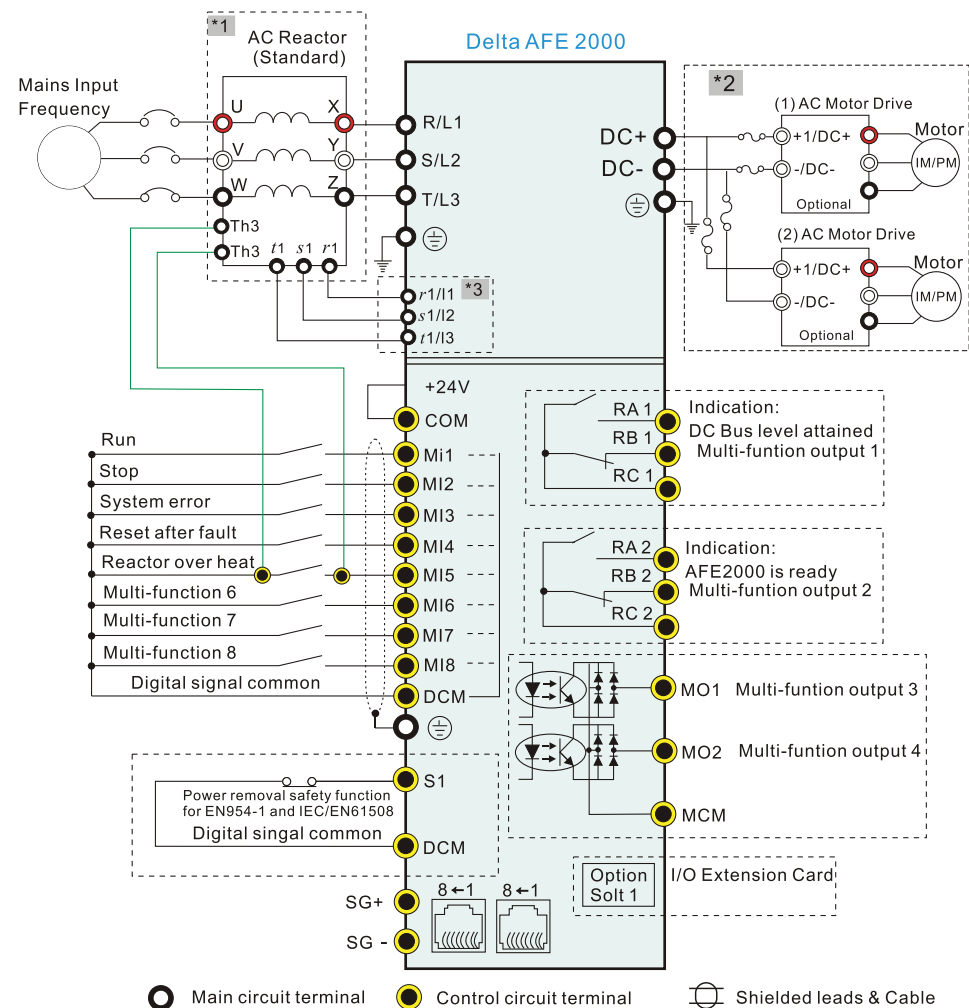 Delta AFE 2000
*1
AC Reactor
(Standard)
Mains Input
Frequency
U
X
V
Y
W
Z
Th3
Th3
t1
s1
r1
R/L1
S/L2
T/L3
*3
r1/l1
s1/l2
t1/l3
DC+
DC-
*2
(1) AC Motor Drive
+1/DC+
-/DC-
Optional
Motor
IM/PM
(2) AC Motor Drive
+1/DC+
-/DC-
Optional
Motor
IM/PM
+24V
COM
Run
Mi1
Stop
MI2
System error
MI3
Reset after fault
MI4
Reactor over heat
MI5
Multi-function 6
MI6
Multi-function 7
MI7
Multi-function 8
MI8
Digital signal common
DCM
RA 1
RB 1
RC 1
Indication:
DC Bus level attained
Multi-funtion output 1
RA 2
RB 2
RC 2
Indication:
AFE2000 is ready
Multi-funtion output 2
MO1
Multi-funtion output 3
MO2
Multi-funtion output 4
MCM
S1
Power removal safety function
for EN954-1 and IEC/EN61508
Digital singal common
DCM
Option
Solt 1
I/O Extension Card
SG+
SG -
8←1
8←1
Main circuit terminal
Control circuit terminal
Shielded leads & Cable